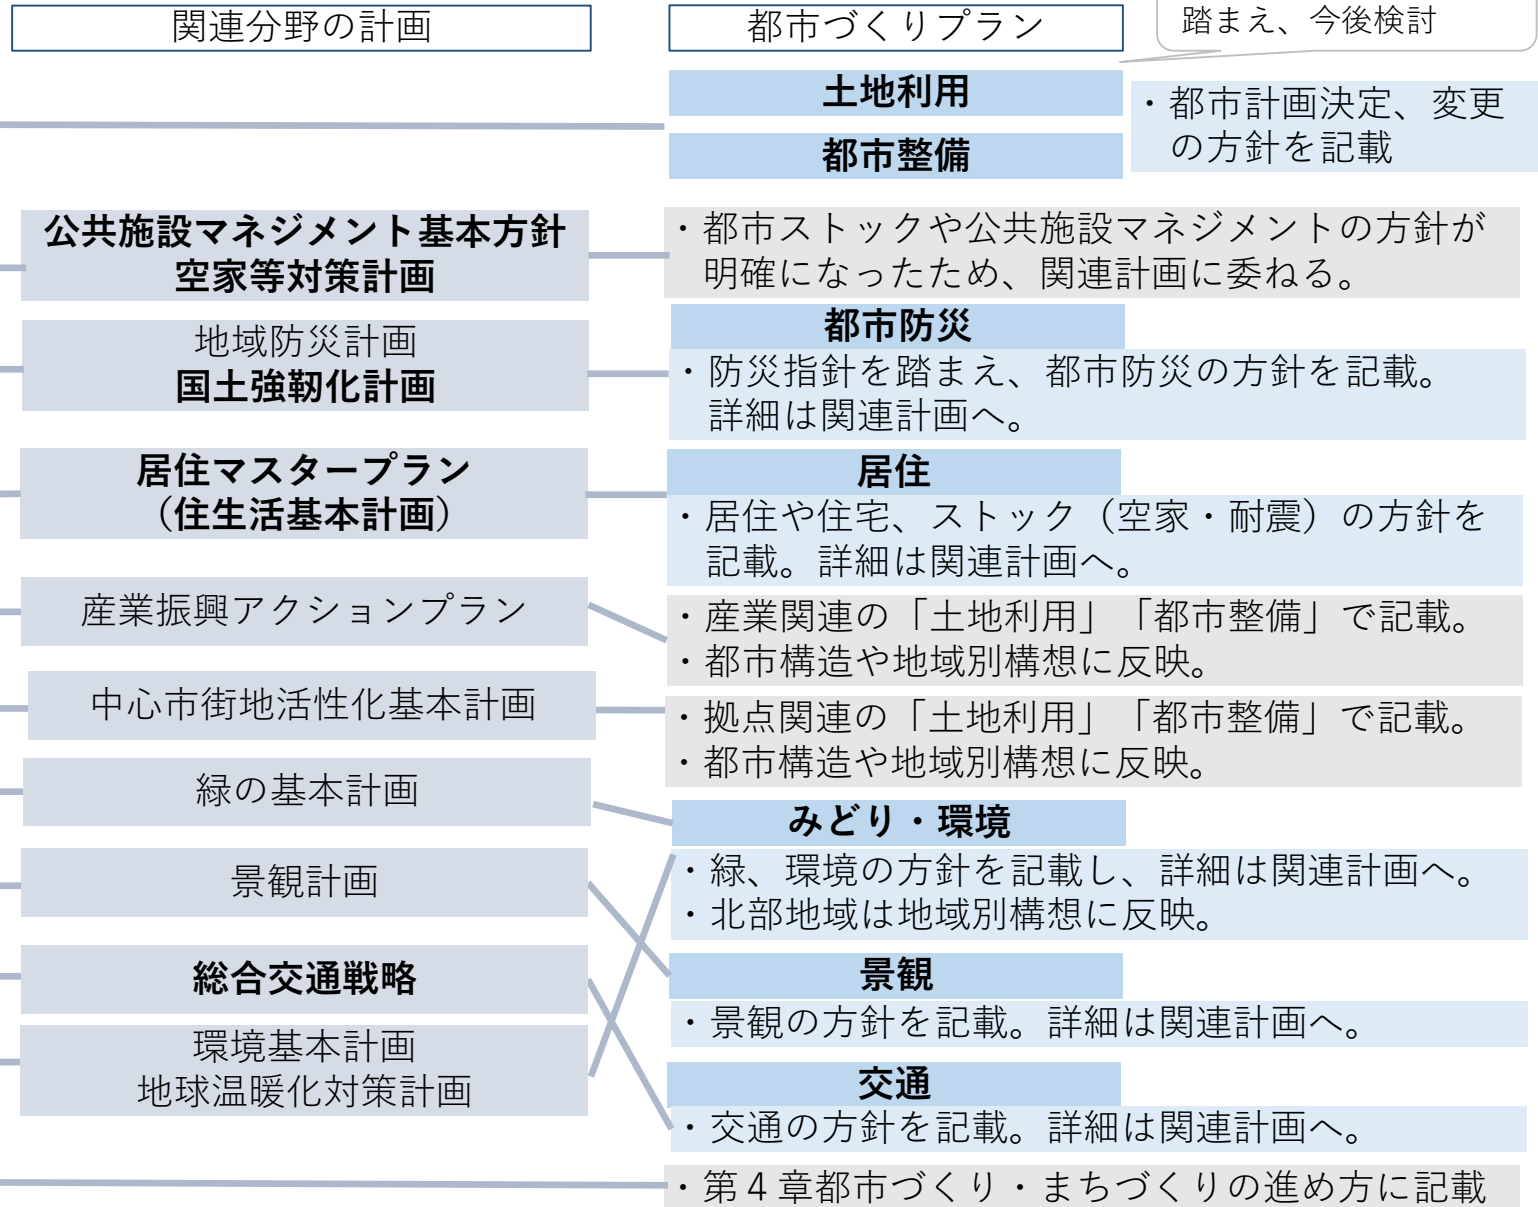 関連分野の計画
都市づくりプラン
踏まえ、今後検討
土地利用
都市整備
・都市計画決定、変更
の方針を記載
公共施設マネジメント基本方針
空家等対策計画
・都市ストックや公共施設マネジメントの方針が
明確になったため、関連計画に委ねる。
地域防災計画
国土強靭化計画
都市防災
・防災指針を踏まえ、都市防災の方針を記載。
詳細は関連計画へ。
居住マスタープラン
（住生活基本計画）
居住
・居住や住宅、ストック（空家・耐震）の方針を
記載。詳細は関連計画へ。
産業振興アクションプラン
・産業関連の「土地利用」「都市整備」で記載。
・都市構造や地域別構想に反映。
中心市街地活性化基本計画
・拠点関連の「土地利用」「都市整備」で記載。
・都市構造や地域別構想に反映。
緑の基本計画
みどり・環境
・緑、環境の方針を記載し、詳細は関連計画へ。
・北部地域は地域別構想に反映。
景観計画
景観
・景観の方針を記載。詳細は関連計画へ。
総合交通戦略
環境基本計画
地球温暖化対策計画
交通
・交通の方針を記載。詳細は関連計画へ。
・第４章都市づくり・まちづくりの進め方に記載